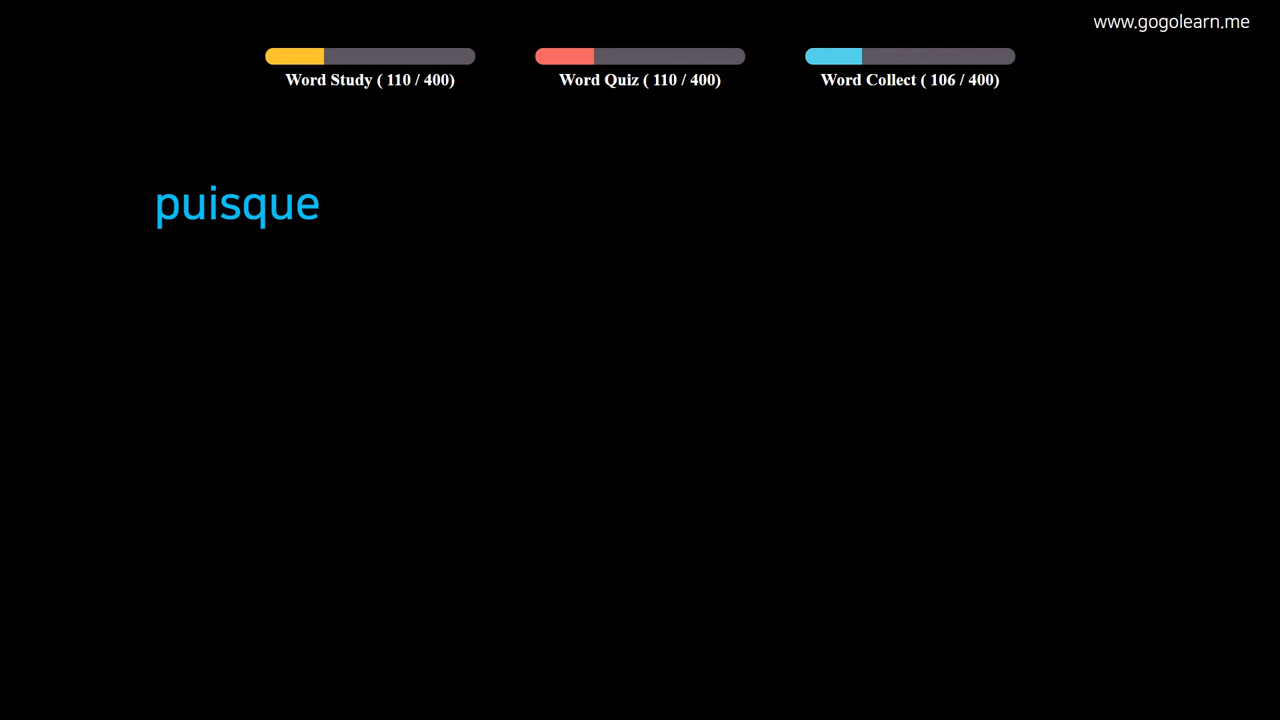 www.gogolearn.me
Word Study ( 110 / 400)
Word Quiz ( 110 / 400)
Word Collect ( 106 / 400)
puisque